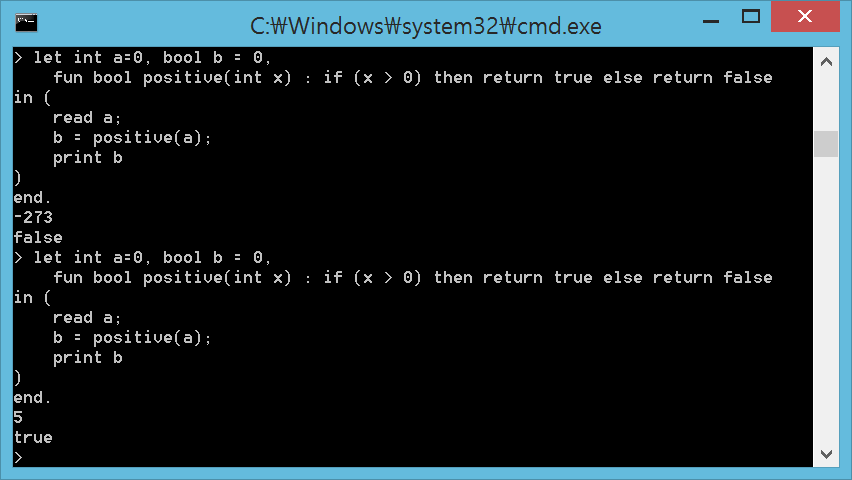 C:₩Windows₩system32₩cmd.exe
> let int a=0, bool b = 0,
    fun bool positive(int x) : if (x > 0) then return true else return false
in (
    read a;
    b = positive(a);
    print b
)
end.
-273
false
> let int a=0, bool b = 0,
    fun bool positive(int x) : if (x > 0) then return true else return false
in (
    read a;
    b = positive(a);
    print b
)
end.
5
true
>